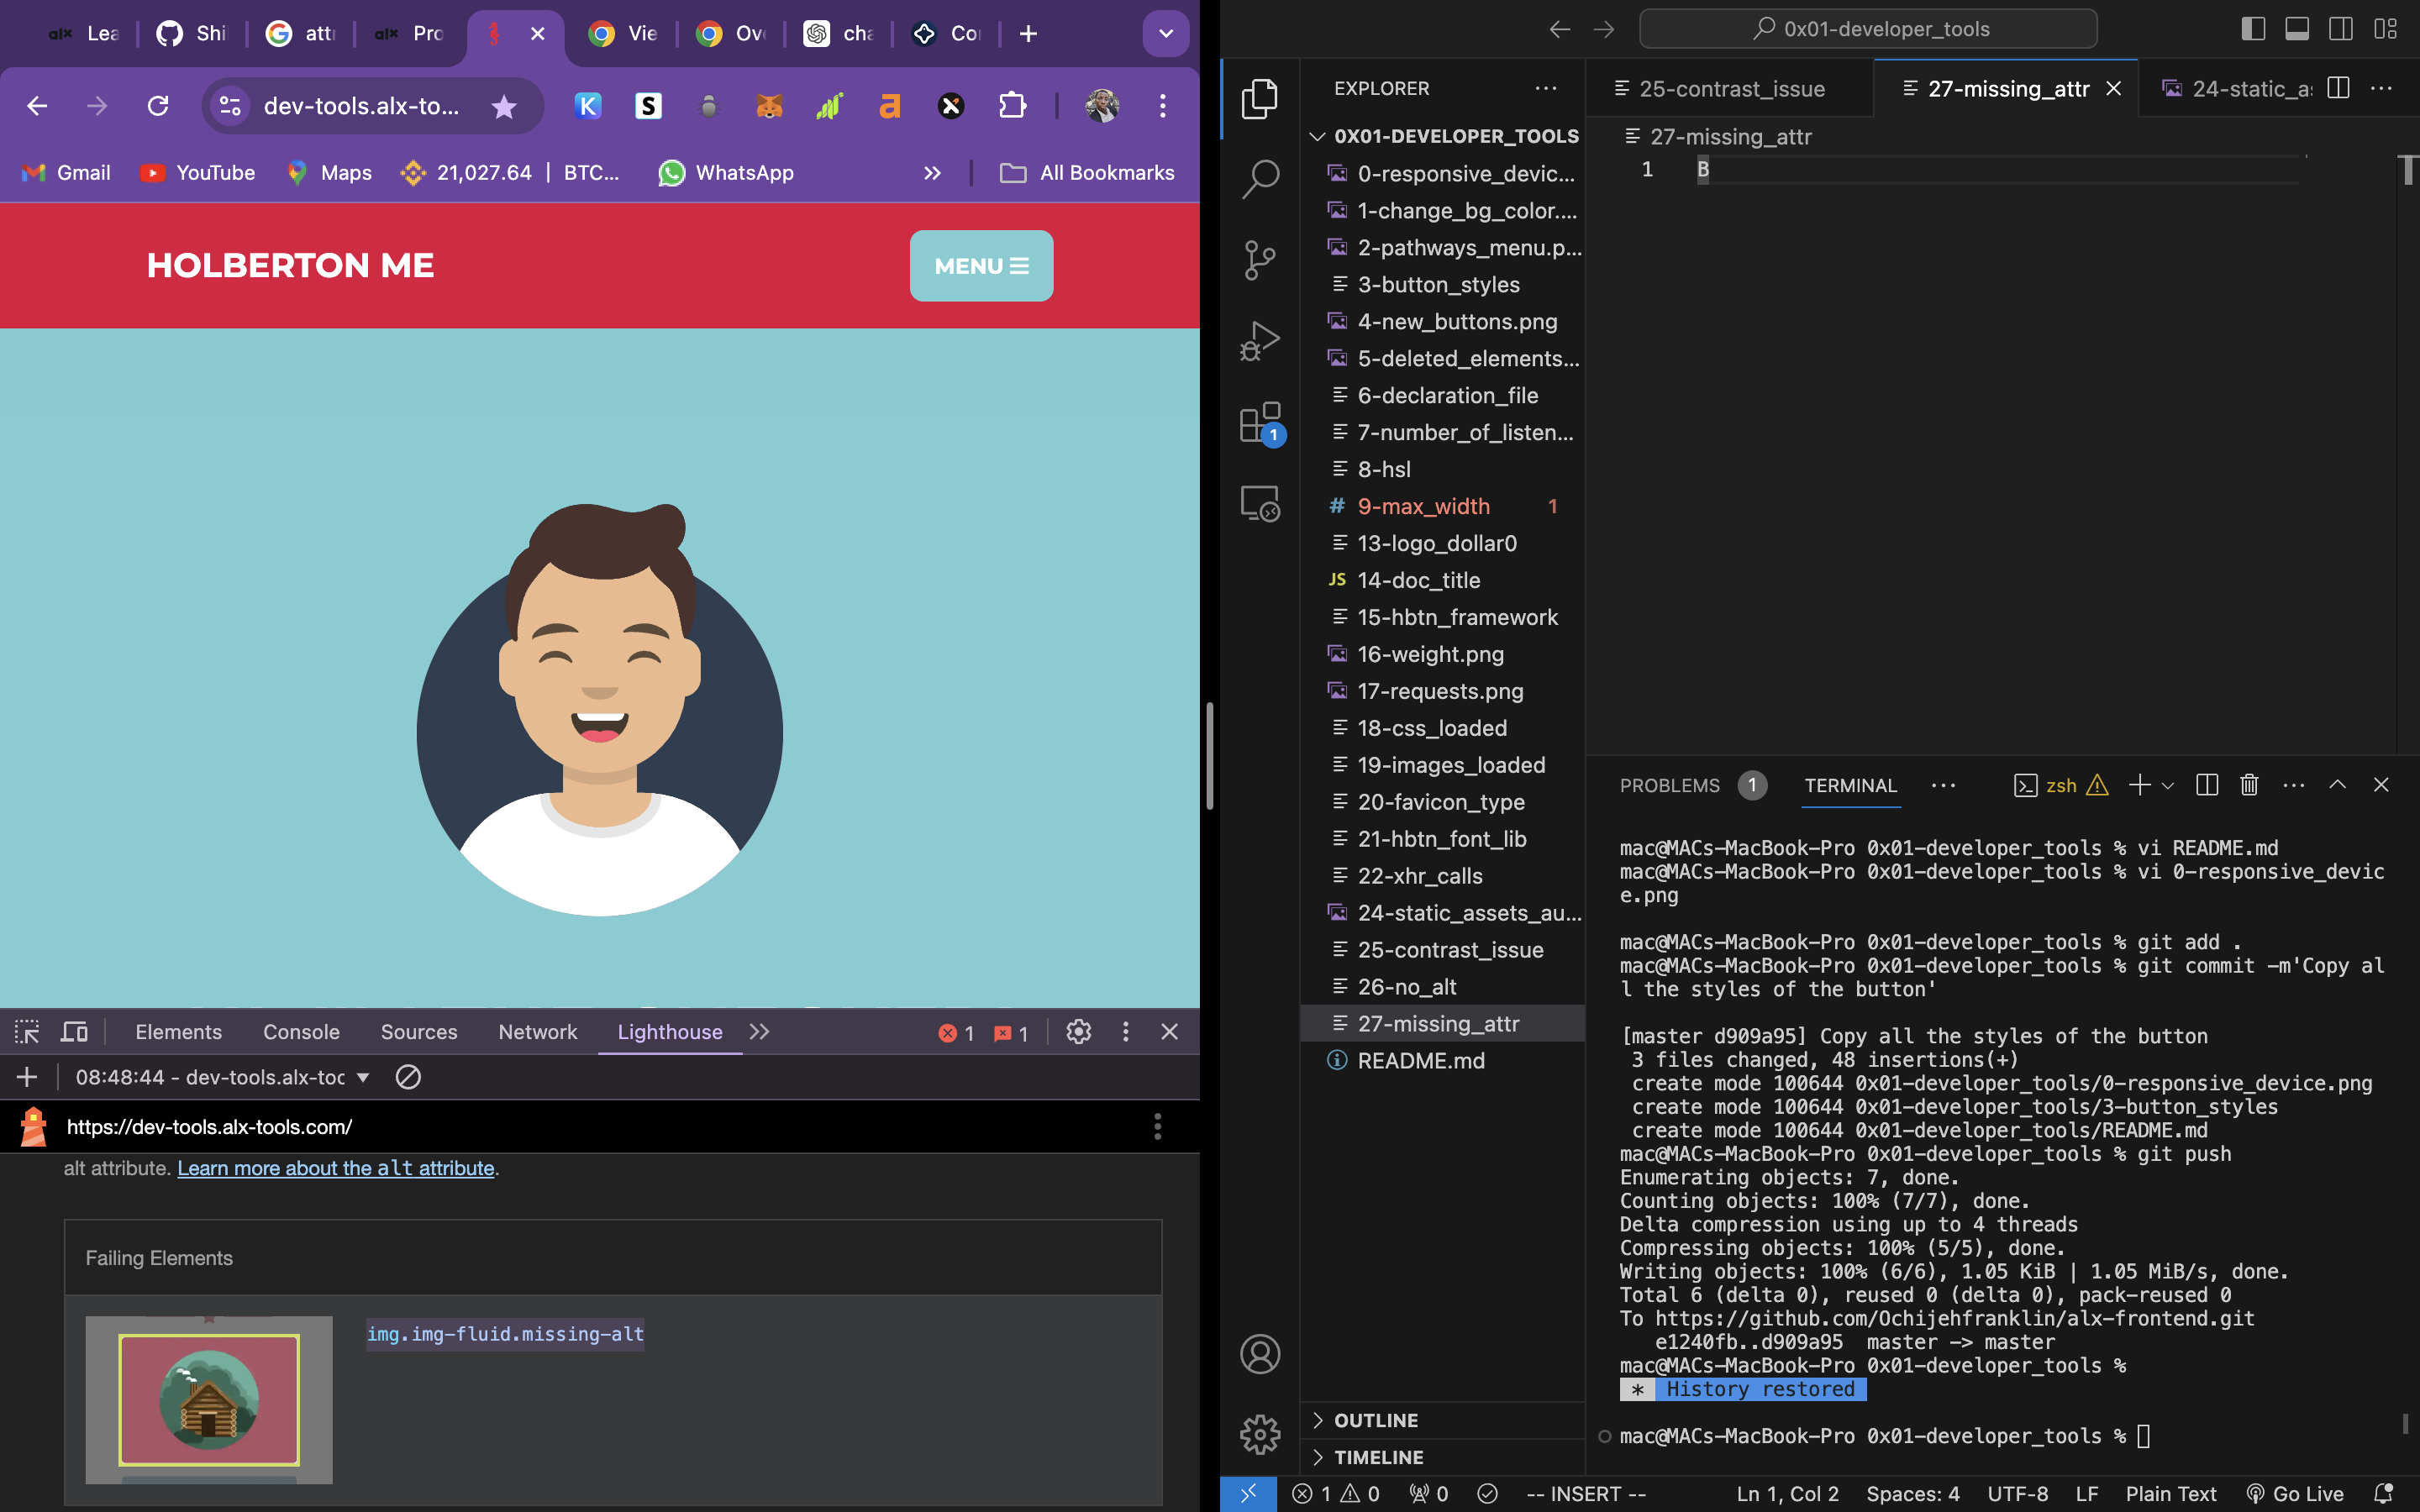 Lea
Shi
att
Pro
Vie
Ov
cha
Co
dev-tools.alx-to...
Gmail
YouTube
Maps
21,027.64 | BTC...
WhatsApp
»
All Bookmarks
HOLBERTON ME
MENU
Elements
Console
Sources
Network
Lighthouse
1
1
08:48:44 - dev-tools.alx-toc
https://dev-tools.alx-tools.com/
alt attribute. Learn more about the alt attribute.
Failing Elements
img.img-fluid.missing-alt
0x01-developer_tools
EXPLORER
0X01-DEVELOPER_TOOLS
0-responsive_devic...
1-change_bg_color....
2-pathways_menu.p...
3-button_styles
4-new_buttons.png
5-deleted_elements...
6-declaration_file
7-number_of_listen...
8-hsl
# 9-max_width 1
13-logo_dollar0
JS 14-doc_title
15-hbtn_framework
16-weight.png
17-requests.png
18-css_loaded
19-images_loaded
20-favicon_type
21-hbtn_font_lib
22-xhr_calls
24-static_assets_au...
25-contrast_issue
26-no_alt
27-missing_attr
README.md
OUTLINE
TIMELINE
1
25-contrast_issue
27-missing_attr
24-static_a
27-missing_attr
1 B
PROBLEMS 1
TERMINAL
zsh
mac@MACs-MacBook-Pro 0x01-developer_tools % vi README.md
mac@MACs-MacBook-Pro 0x01-developer_tools % vi 0-responsive_devic
e.png
mac@MACs-MacBook-Pro 0x01-developer_tools % git add .
mac@MACs-MacBook-Pro 0x01-developer_tools % git commit -m'Copy al
l the styles of the button'
[master d909a95] Copy all the styles of the button
3 files changed, 48 insertions(+)
create mode 100644 0x01-developer_tools/0-responsive_device.png
create mode 100644 0x01-developer_tools/3-button_styles
create mode 100644 0x01-developer_tools/README.md
mac@MACs-MacBook-Pro 0x01-developer_tools % git push
Enumerating objects: 7, done.
Counting objects: 100% (7/7), done.
Delta compression using up to 4 threads
Compressing objects: 100% (5/5), done.
Writing objects: 100% (6/6), 1.05 KiB | 1.05 MiB/s, done.
Total 6 (delta 0), reused 0 (delta 0), pack-reused 0
To https://github.com/Ochijehfranklin/alx-frontend.git
e1240fb..d909a95  master -> master
mac@MACs-MacBook-Pro 0x01-developer_tools %
* History restored
mac@MACs-MacBook-Pro 0x01-developer_tools %
1 0
0
-- INSERT --
Ln 1, Col 2
Spaces: 4
UTF-8
LF
Plain Text
Go Live